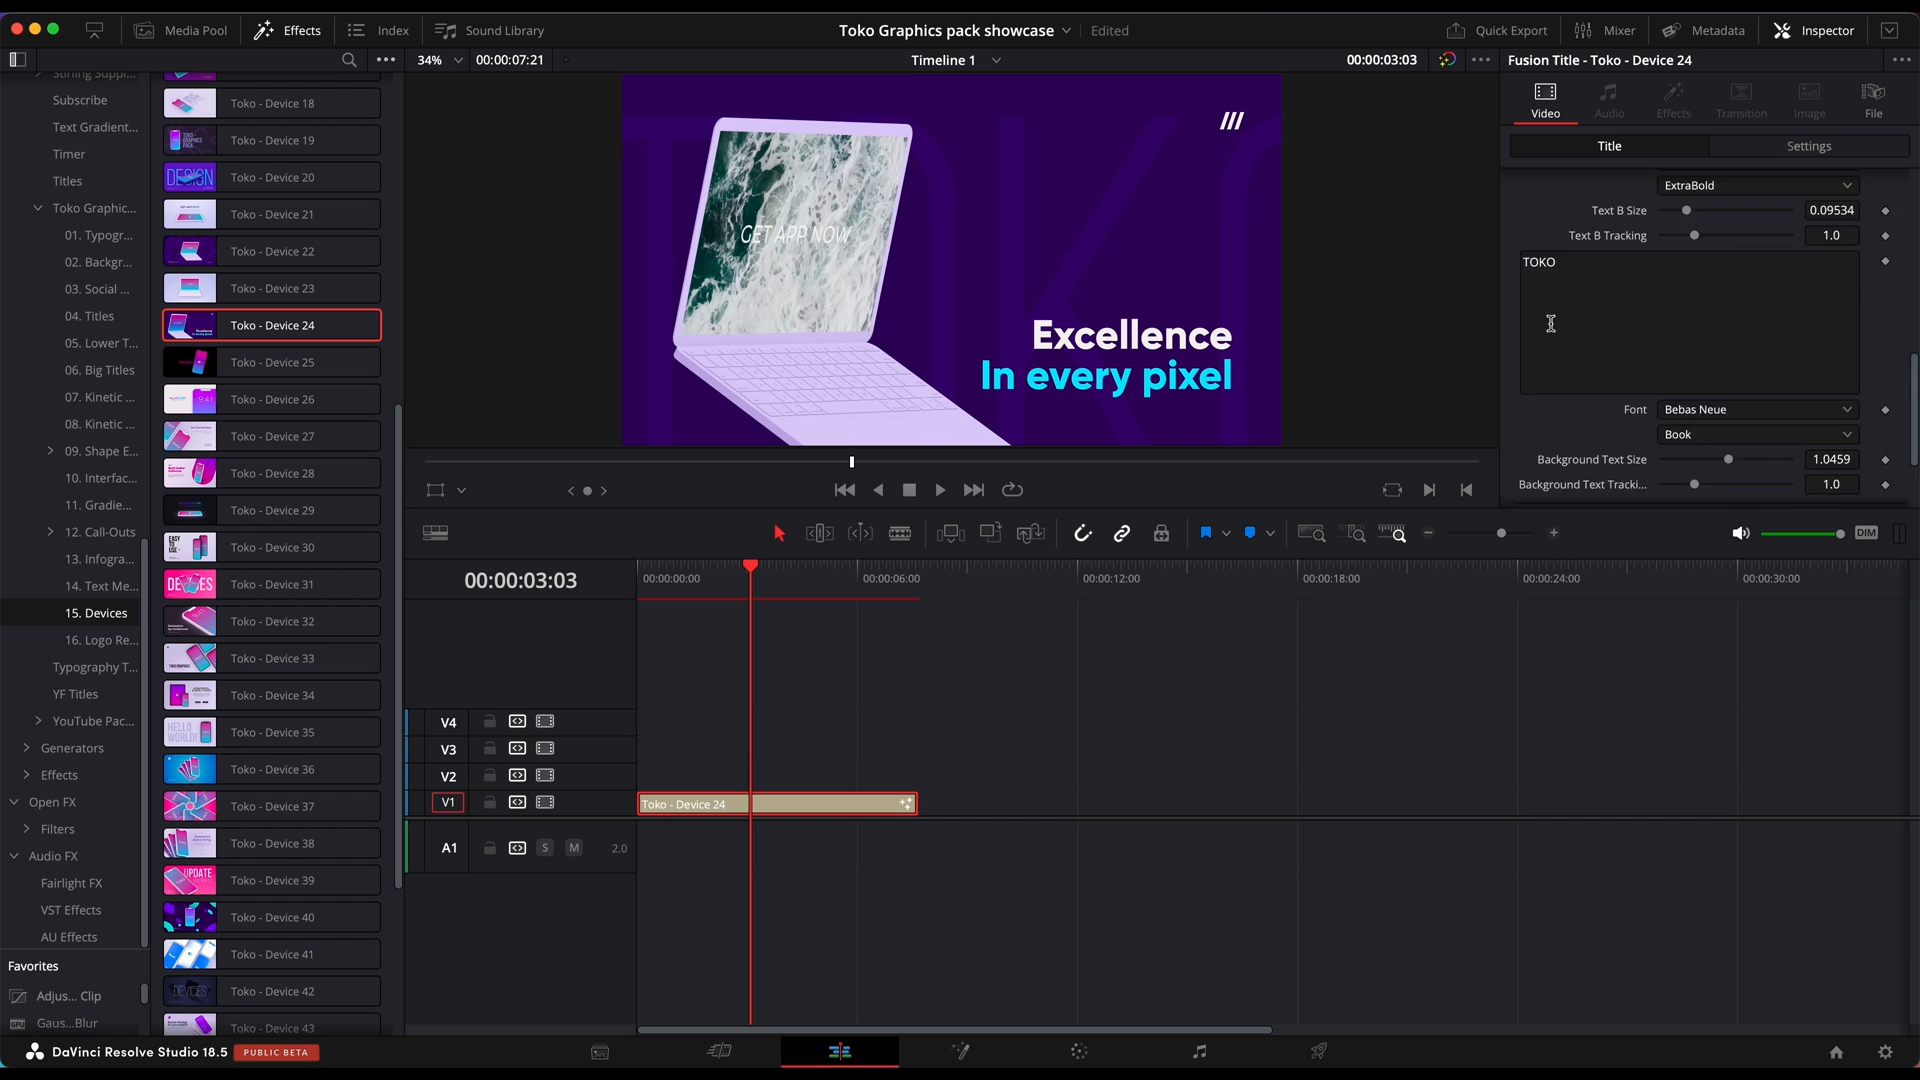 Media Pool
Effects
Index
Sound Library
Toko Graphics pack showcase
Edited
Quick Export
Mixer
Metadata
Inspector
34%
00:00:07:21
Timeline 1
00:00:03:03
Fusion Title - Toko - Device 24
Subscribe
Text Gradient...
Timer
Titles
Toko Graphic...
01. Typogr...
02. Backgr...
03. Social ...
04. Titles
05. Lower T...
06. Big Titles
07. Kinetic ...
08. Kinetic ...
09. Shape E...
10. Interfac...
11. Gradie...
12. Call-Outs
13. Infogra...
14. Text Me...
15. Devices
16. Logo Re...
Typography T...
YF Titles
YouTube Pac...
Generators
Effects
Open FX
Filters
Audio FX
Fairlight FX
VST Effects
AU Effects
Favorites
Adjus... Clip
Gaus...Blur
Toko - Device 18
Toko - Device 19
DESIGN
Toko - Device 20
Toko - Device 21
Toko - Device 22
Toko - Device 23
Toko - Device 24
Toko - Device 25
Toko - Device 26
Toko - Device 27
Toko - Device 28
Toko - Device 29
EASY
TO
USE -
Toko - Device 30
DEVICES
Toko - Device 31
Toko - Device 32
Toko - Device 33
Toko - Device 34
HELLO
WORLD!
Toko - Device 35
Toko - Device 36
Toko - Device 37
Toko - Device 38
UPDATE
Toko - Device 39
Toko - Device 40
Toko - Device 41
DEVICES
Toko - Device 42
Toko - Device 43
TOKO
GET APP NOW
Excellence
In every pixel
Video
Audio
Effects
Transition
Image
File
Title
Settings
ExtraBold
Text B Size
0.09534
Text B Tracking
1.0
TOKO
Font
Bebas Neue
Book
Background Text Size
1.0459
Background Text Tracki...
1.0
DIM
00:00:03:03
00:00:00:00
00:00:06:00
00:00:12:00
00:00:18:00
00:00:24:00
00:00:30:00
V4
V3
V2
V1
Toko - Device 24
A1
S
M
2.0
DaVinci Resolve Studio 18.5
PUBLIC BETA